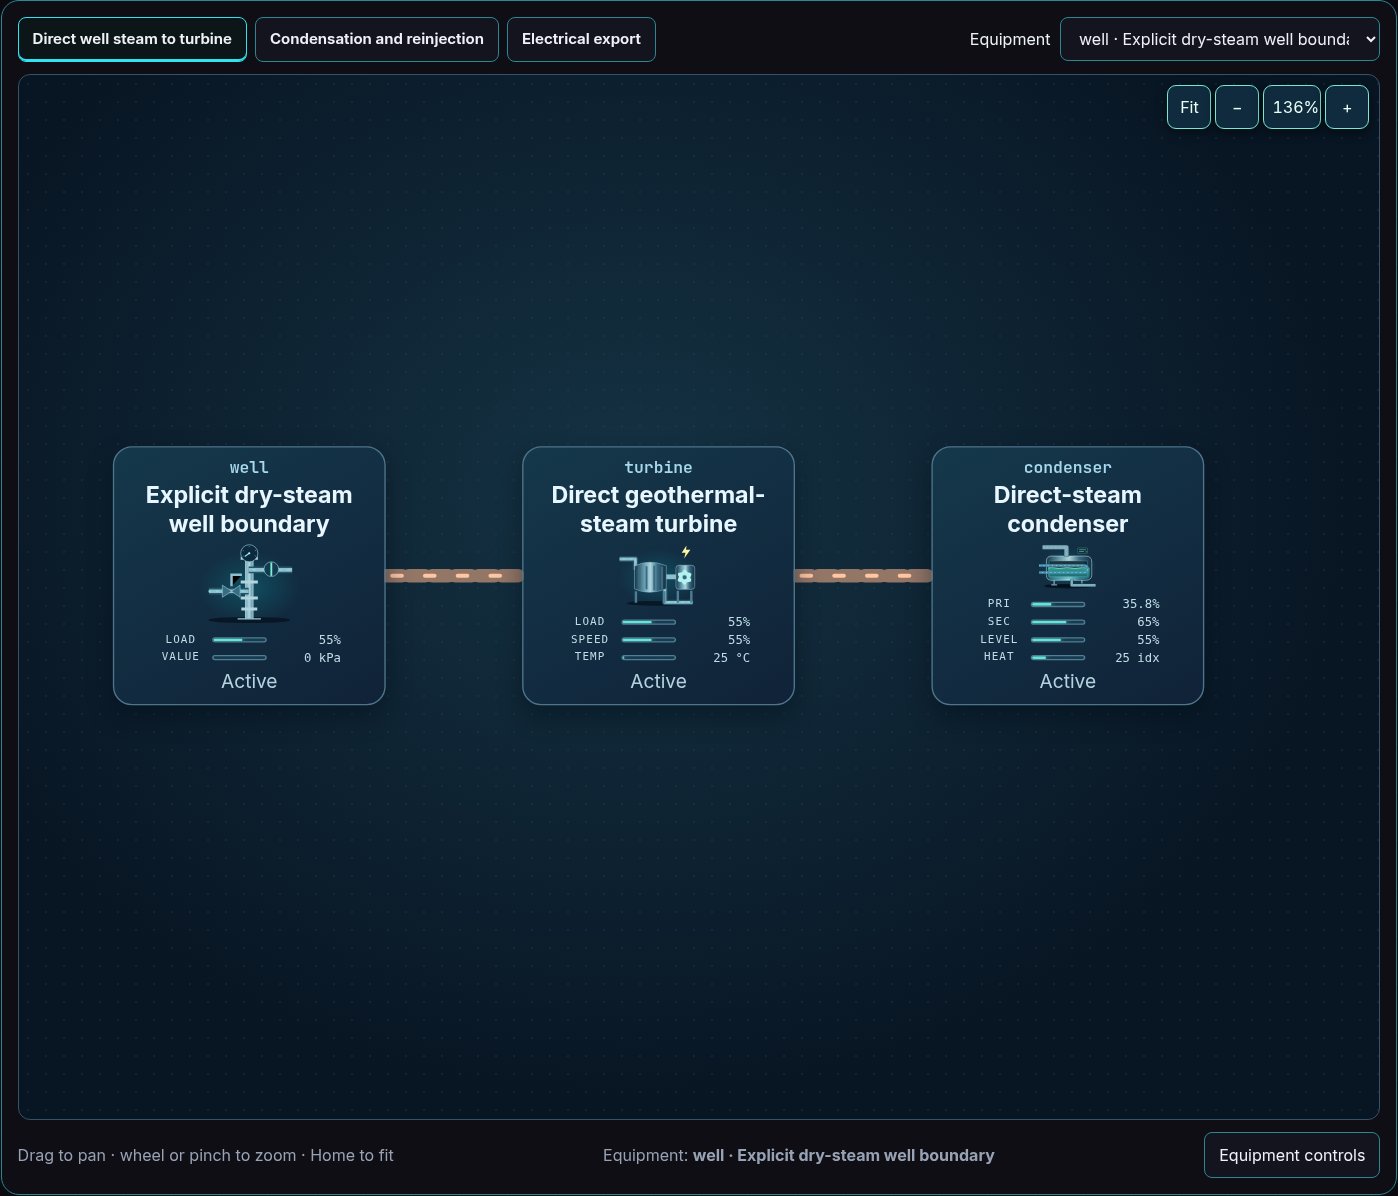 Direct well steam to turbine
Condensation and reinjection
Electrical export
Equipment
well · Explicit dry-steam well
Fit
−
136%
+
well
Explicit dry-steam
well boundary
LOAD 55%
VALUE 0 kPa
Active
turbine
Direct geothermal-
steam turbine
LOAD 55%
SPEED 55%
TEMP 25 °C
Active
condenser
Direct-steam
condenser
PRI 35.8%
SEC 65%
LEVEL 55%
HEAT 25 idx
Active
Drag to pan · wheel or pinch to zoom · Home to fit
Equipment: well · Explicit dry-steam well boundary
Equipment controls